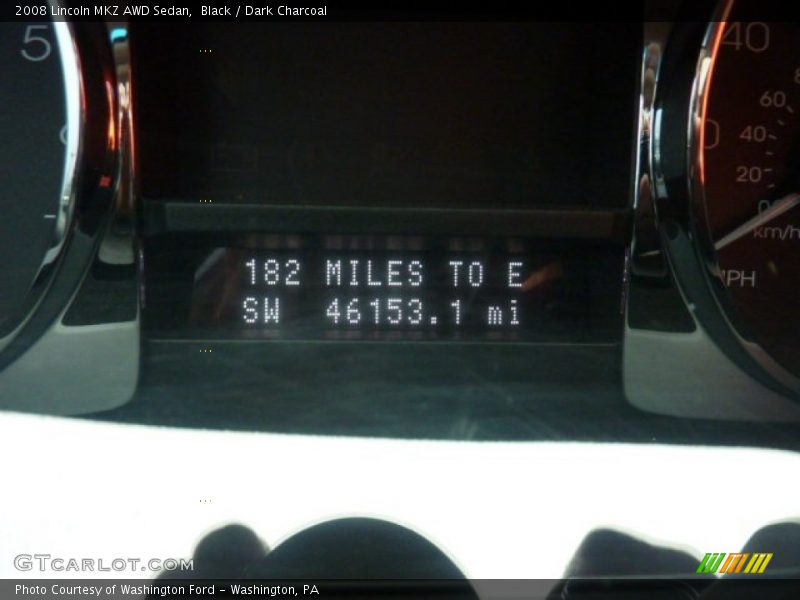 2008 Lincoln MKZ AWD Sedan, Black / Dark Charcoal
5
40
60
40
20
km/h
MPH
182 MILES TO E
SW 46153.1 mi
GTCarLot.com
Photo Courtesy of Washington Ford - Washington, PA